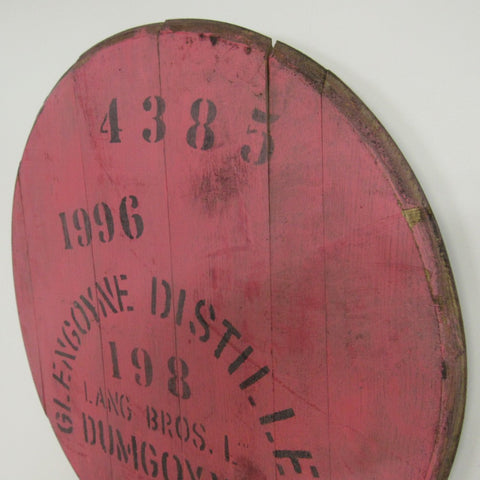 4385
1996
GLENGOYNE DISTILLE
198
LANG BROS. L
DUMGOY